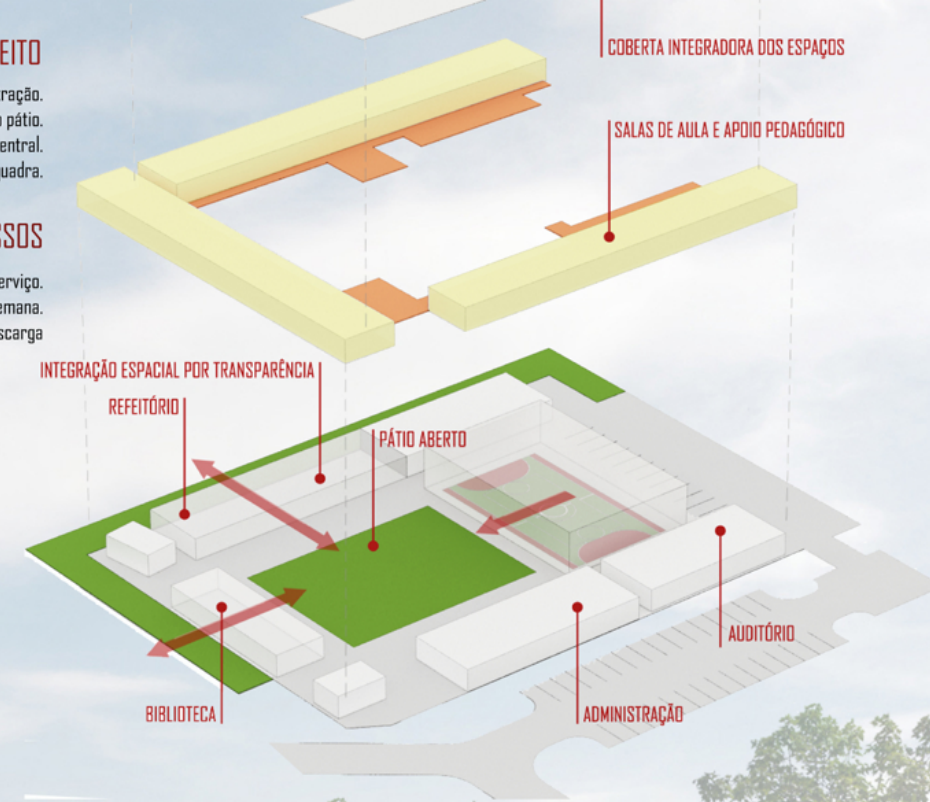 EITO
ração.
pátio.
entral.
uadra.
SSOS
erviço.
emana.
scarga
COBERTA INTEGRADORA DOS ESPAÇOS
SALAS DE AULA E APOIO PEDAGÓGICO
INTEGRAÇÃO ESPACIAL POR TRANSPARÊNCIA
REFEITÓRIO
PÁTIO ABERTO
AUDITÓRIO
BIBLIOTECA
ADMINISTRAÇÃO